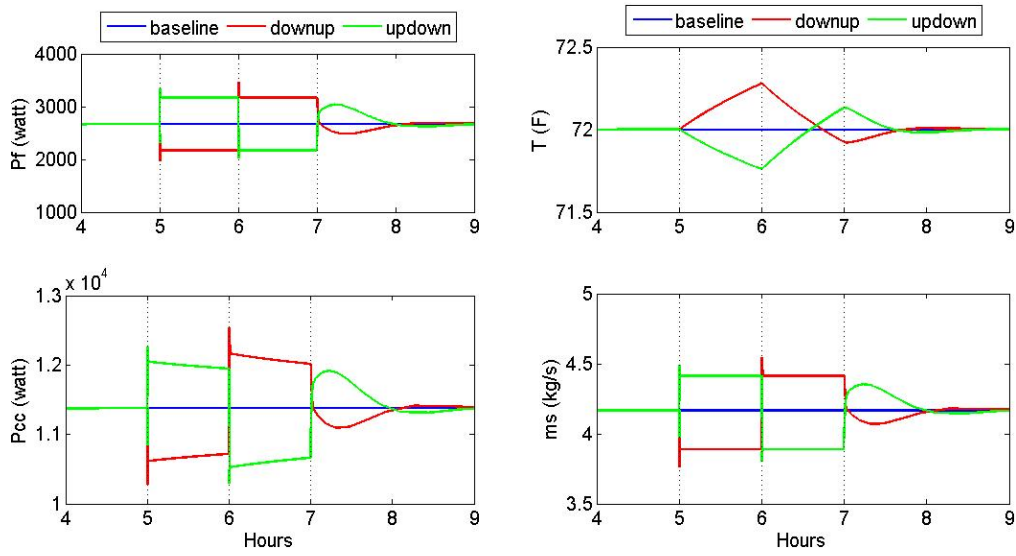 baseline downup updown
baseline downup updown
Pf (watt)
4000
3000
2000
1000
4 5 6 7 8 9
T (F)
72.5
72
71.5
4 5 6 7 8 9
Pcc (watt)
x 10^4
1.3
1.2
1.1
1
4 5 6 7 8 9
Hours
ms (kg/s)
5
4.5
4
3.5
4 5 6 7 8 9
Hours